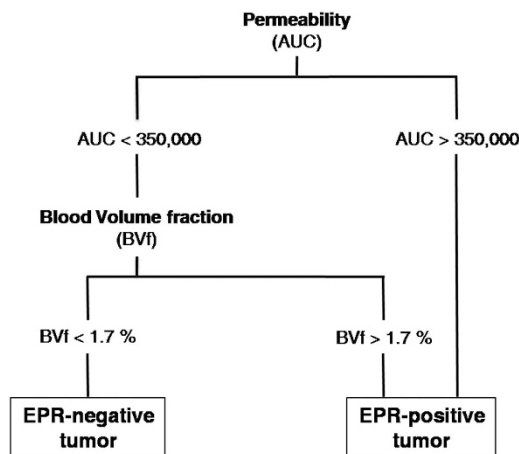 Permeability
(AUC)
AUC < 350,000
AUC > 350,000
Blood Volume fraction
(BVf)
BVf < 1.7 %
BVf > 1.7 %
EPR-negative
tumor
EPR-positive
tumor